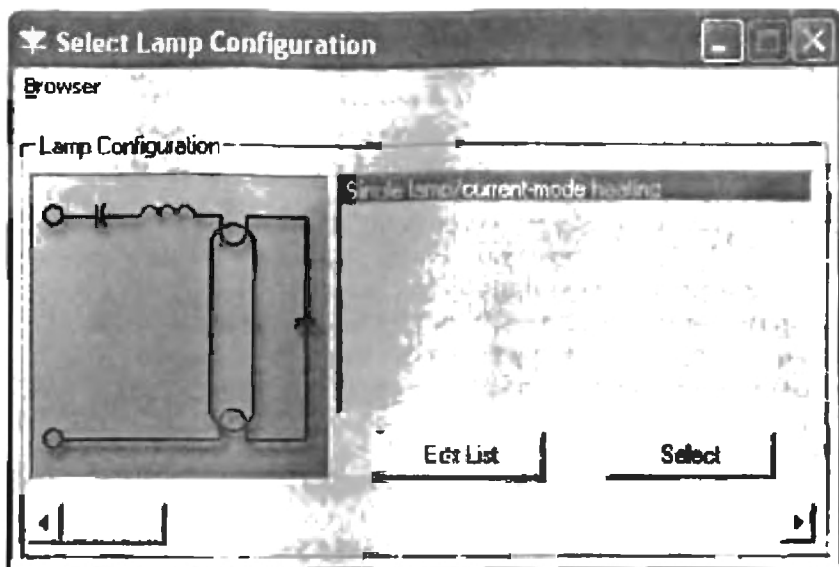 Select Lamp Configuration
Browser
Lamp Configuration
Single lamp/current-mode heating
Edit List
Select